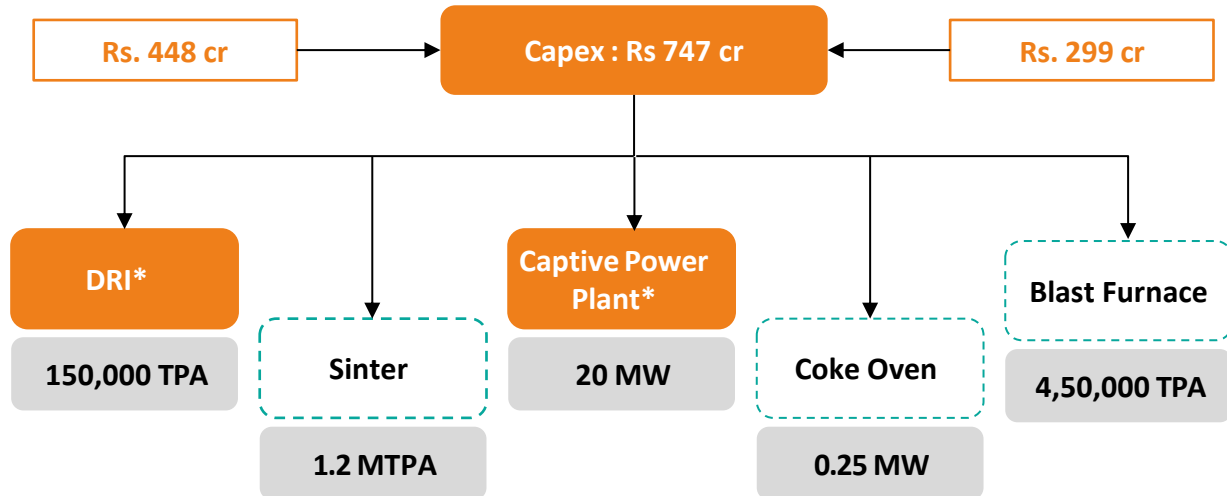 Rs. 448 cr
Capex : Rs 747 cr
Rs. 299 cr
DRI*
150,000 TPA
Sinter
1.2 MTPA
Captive Power
Plant*
20 MW
Coke Oven
0.25 MW
Blast Furnace
4,50,000 TPA